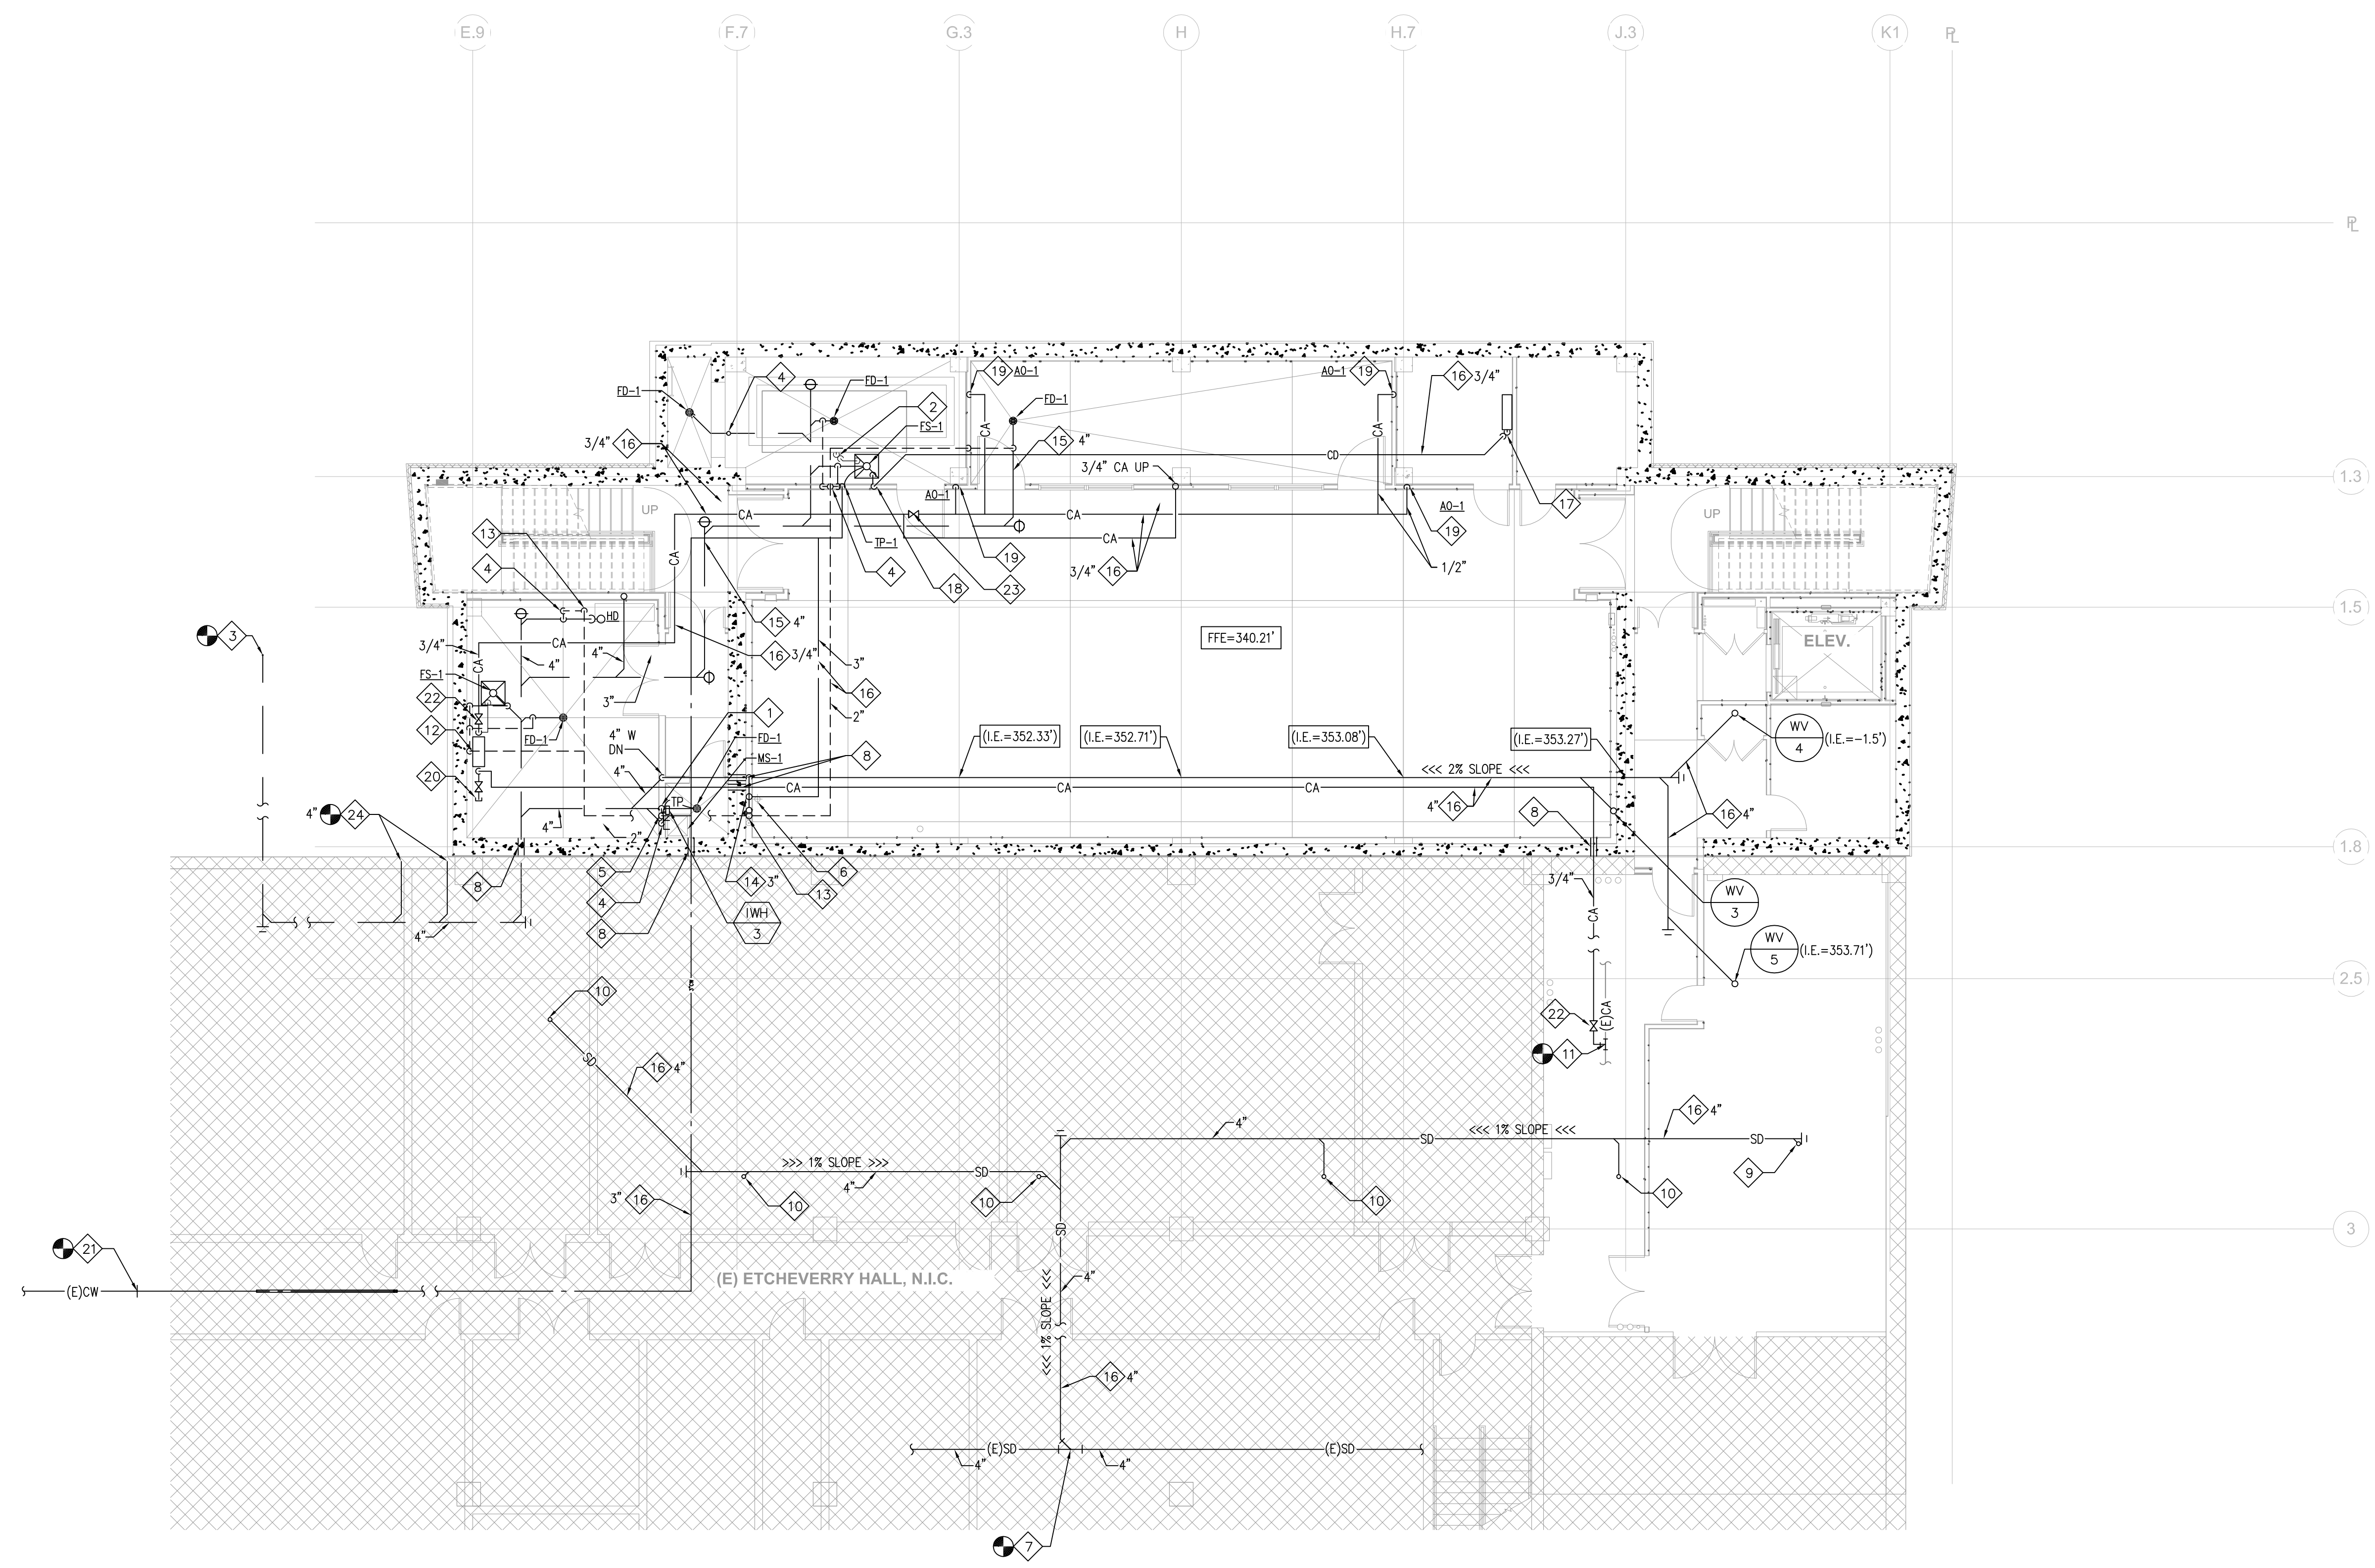 E.9
F.7
G.3
H
H.7
J.3
K1
PL
PL
4
FD-1
FD-1
2
FS-1
19 AO-1
FD-1
AO-1 19
16 3/4"
3/4" 16
15 4"
CA
CA
CD
3/4" CA UP
1.3
AO-1
AO-1
19
17
UP
UP
13
CA
CA
CA
TP-1
CA
19
3/4" 16
1/2"
4
4
18
23
CA
1.5
HD
15 4"
3
3/4"
CA
4"
4"
16 3/4"
3"
FFE=340.21'
ELEV.
FS-1
CA
22
3"
16
2"
1
12
FD-1
4" W
DN
FD-1
MS-1
8
(I.E.=352.33')
(I.E.=352.71')
(I.E.=353.08')
(I.E.=353.27')
WV
4
(I.E.=-1.5')
20
4"
<<< 2% SLOPE <<<
CA
CA
CA
TP
4" 16
16 4"
4" 24
4"
2"
8
1.8
8
5
14 3"
13
6
3/4"
WV
3
4
IWH
3
8
4"
CA
WV
5
(I.E.=353.71')
2.5
10
22
(E)CA
11
SD
16 4"
16 4"
4"
SD
<<< 1% SLOPE <<<
SD
>>> 1% SLOPE >>>
SD
4"
9
3" 16
10
10
10
10
SD
3
21
(E) ETCHEVERRY HALL, N.I.C.
4"
(E)CW
<<< 1% SLOPE <<<
16 4"
(E)SD
(E)SD
4"
4"
7